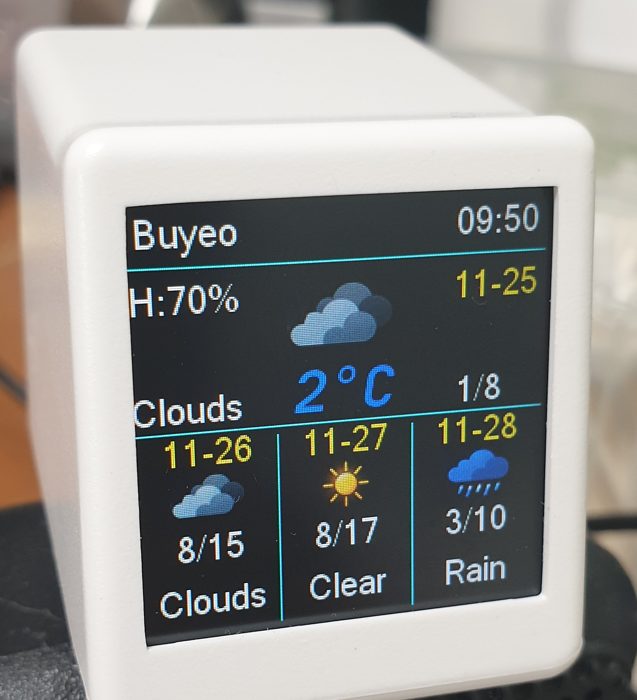 Buyeo 09:50
H:70% 11-25
2°C 1/8
Clouds
11-26 11-27 11-28
8/15 8/17 3/10
Clouds Clear Rain